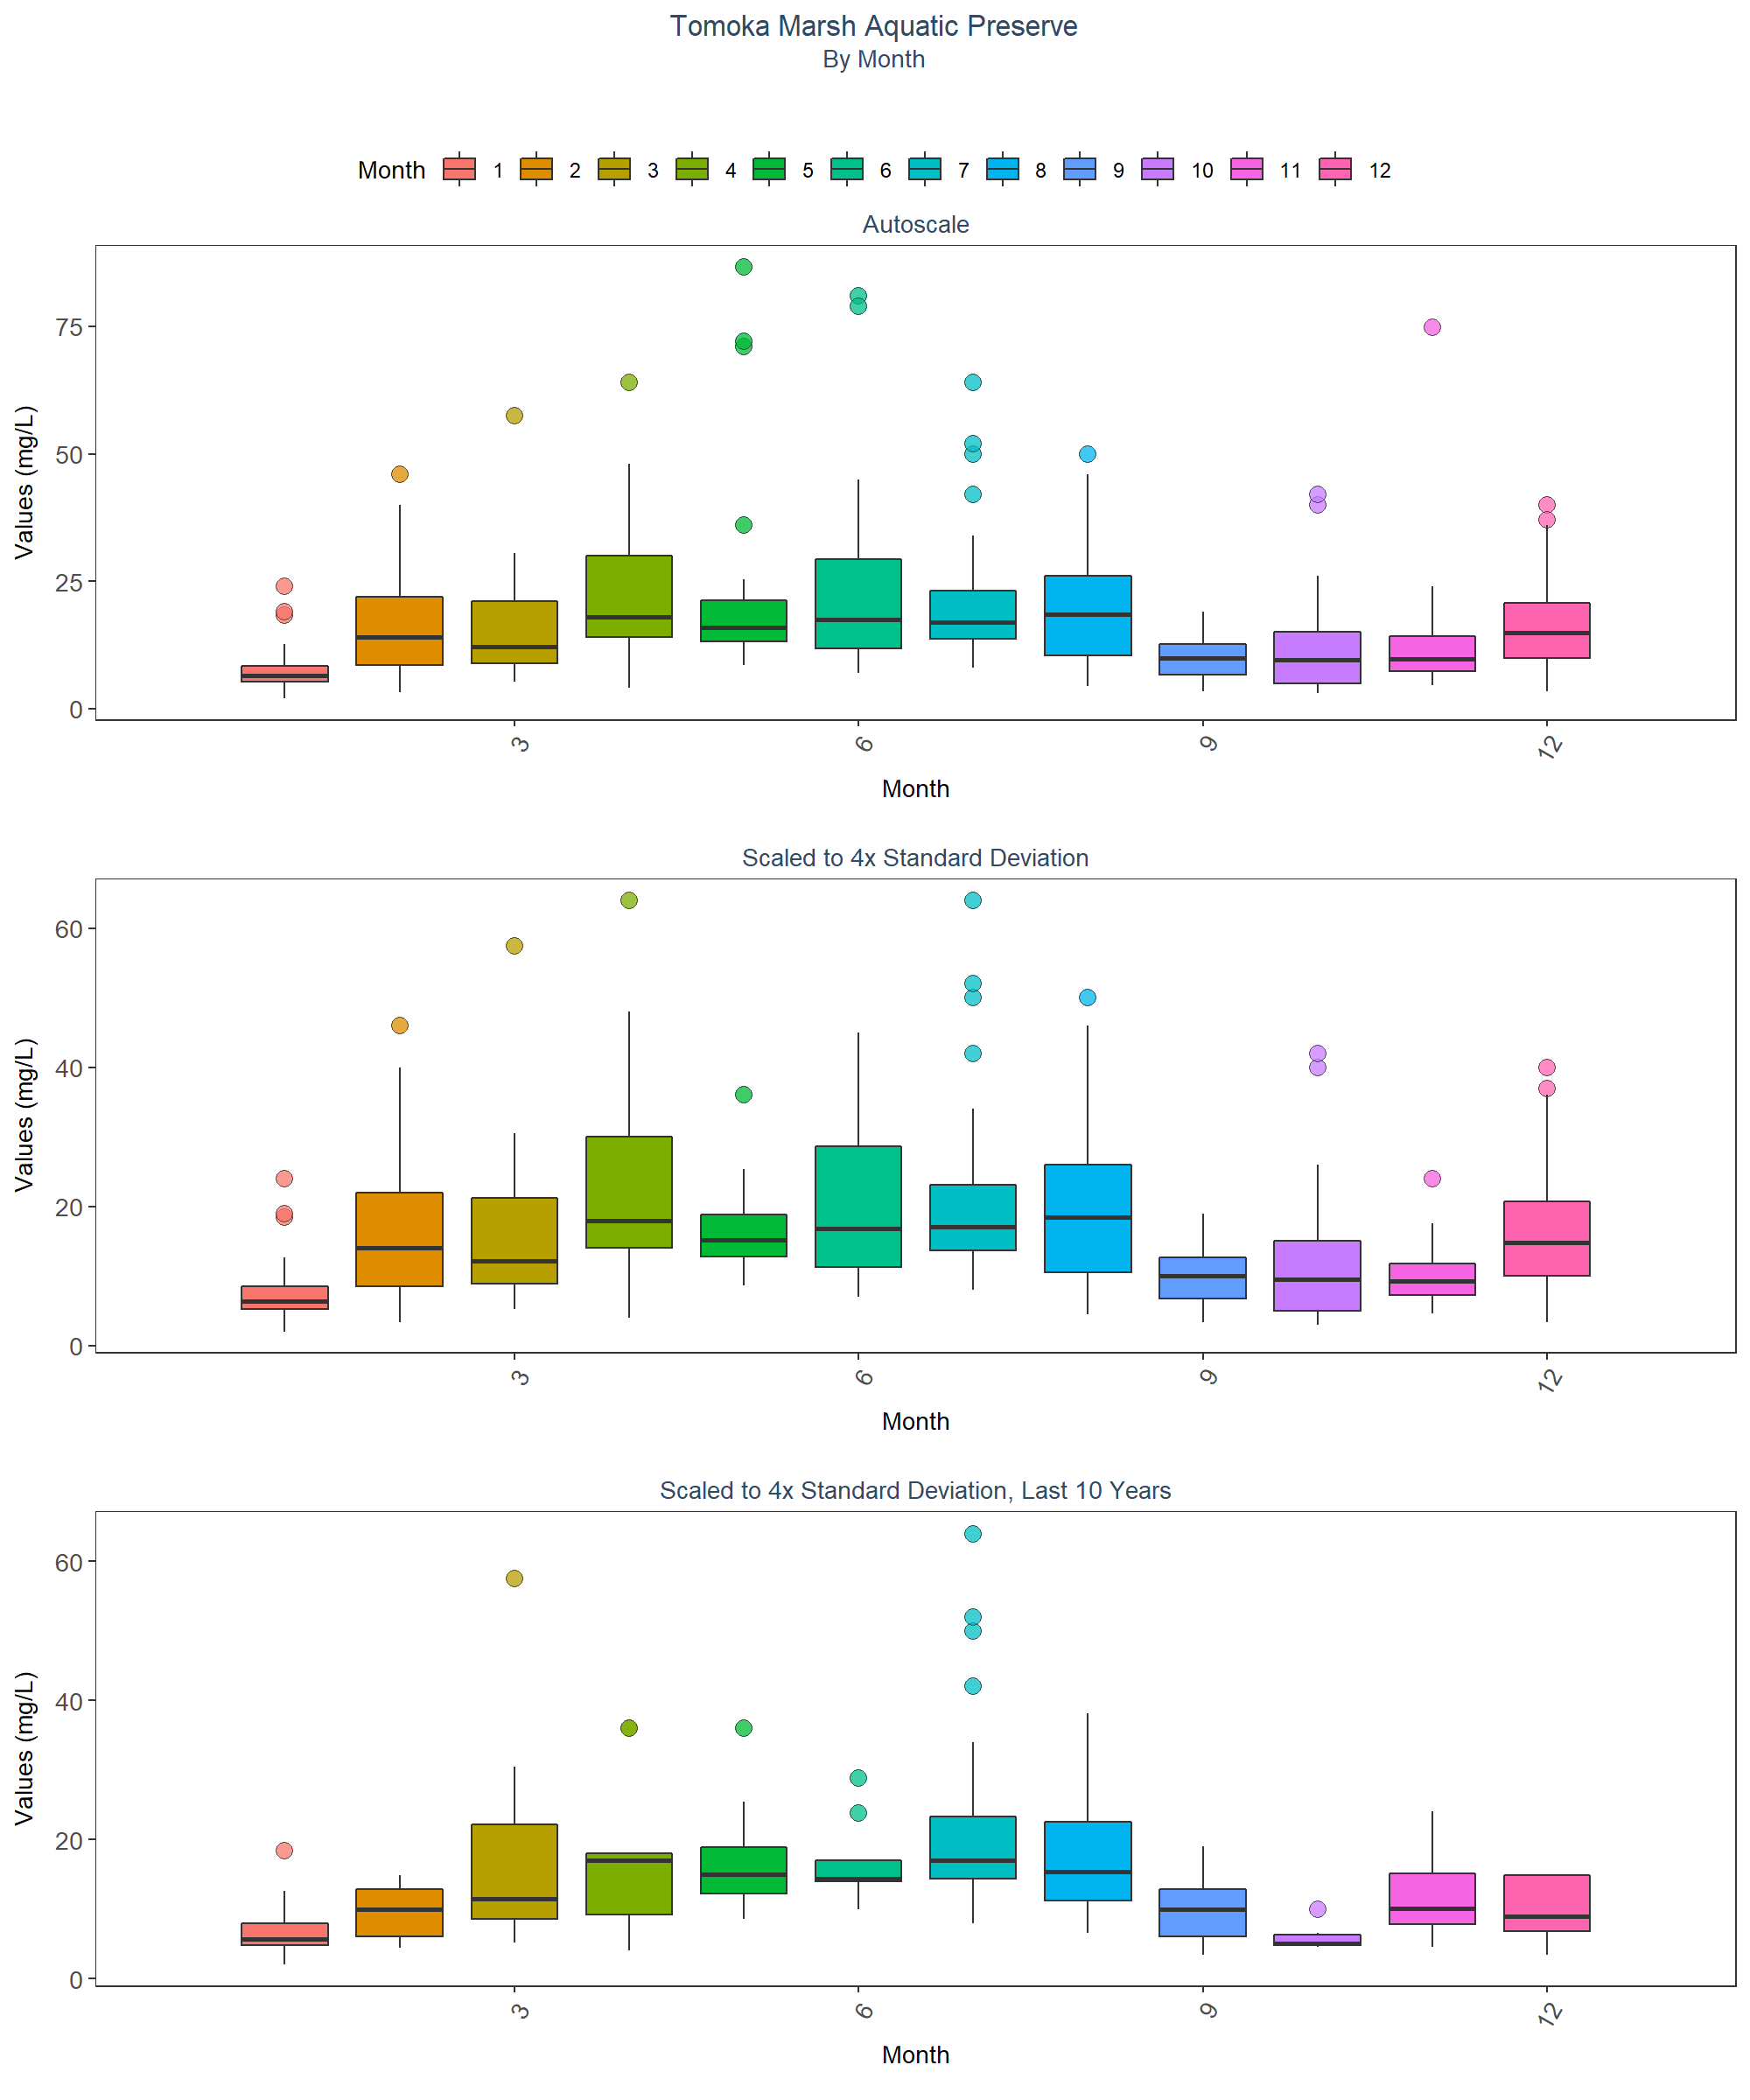 Tomoka Marsh Aquatic Preserve
By Month
Month 1 2 3 4 5 6 7 8 9 10 11 12
Autoscale
Values (mg/L)
75
50
25
0
3 6 9 12
Month
Scaled to 4x Standard Deviation
Values (mg/L)
60
40
20
0
3 6 9 12
Month
Scaled to 4x Standard Deviation, Last 10 Years
Values (mg/L)
60
40
20
0
3 6 9 12
Month